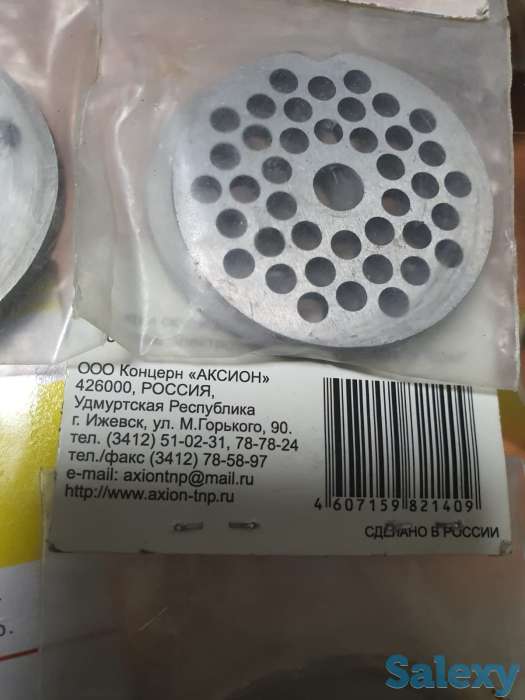 ООО Концерн «АКСИОН»
426000, РОССИЯ,
Удмуртская Республика
г. Ижевск, ул. М.Горького, 90.
тел. (3412) 51-02-31, 78-78-24
тел./факс (3412) 78-58-97
e-mail: axiontnp@mail.ru
http://www.axion-tnp.ru
4 607159 821409
СДЕЛАНО В РОССИИ
Salexy